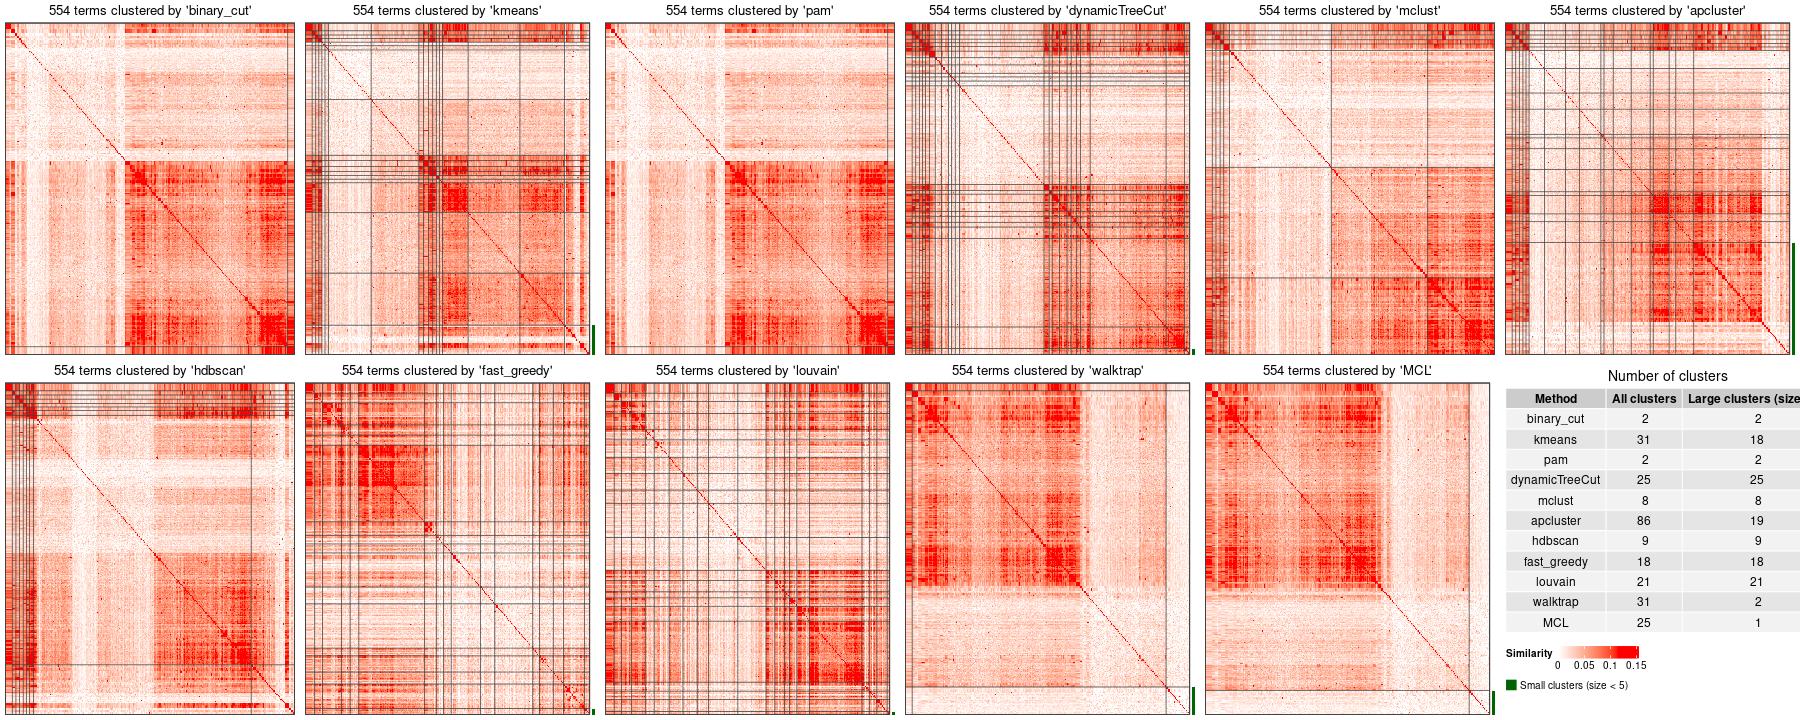 554 terms clustered by 'binary_cut'
554 terms clustered by 'kmeans'
554 terms clustered by 'pam'
554 terms clustered by 'dynamicTreeCut'
554 terms clustered by 'mclust'
554 terms clustered by 'apcluster'
554 terms clustered by 'hdbscan'
554 terms clustered by 'fast_greedy'
554 terms clustered by 'louvain'
554 terms clustered by 'walktrap'
554 terms clustered by 'MCL'
Number of clusters
Method All clusters Large clusters (size
binary_cut 2 2
kmeans 31 18
pam 2 2
dynamicTreeCut 25 25
mclust 8 8
apcluster 86 19
hdbscan 9 9
fast_greedy 18 18
louvain 21 21
walktrap 31 2
MCL 25 1
Similarity
0 0.05 0.1 0.15
Small clusters (size < 5)